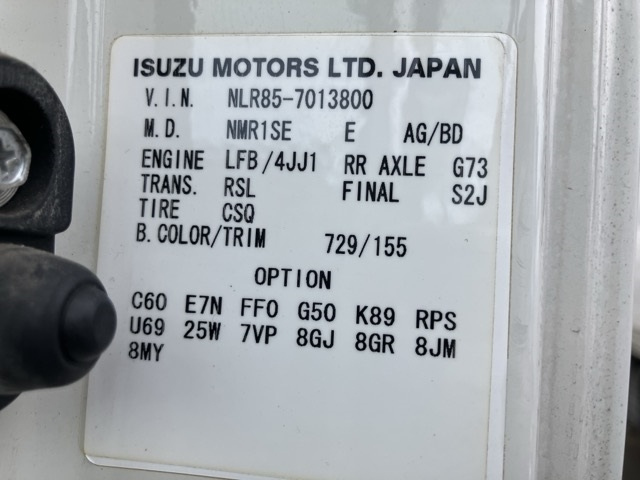 ISUZU MOTORS LTD. JAPAN
V.I.N. NLR85-7013800
M.D. NMR1SE E AG/BD
ENGINE LFB/4JJ1 RR AXLE G73
TRANS. RSL FINAL S2J
TIRE CSQ
B. COLOR/TRIM 729/155
OPTION
C60 E7N FF0 G50 K89 RPS
U69 25W 7VP 8GJ 8GR 8JM
8MY